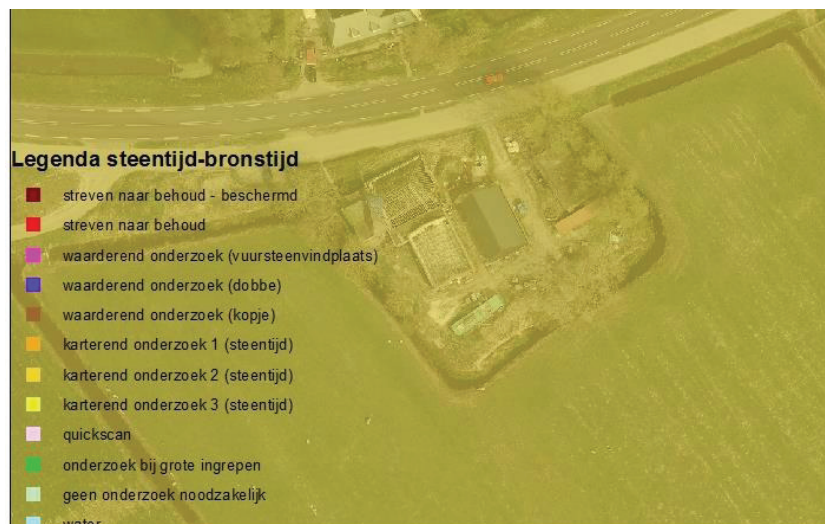 Legenda steentijd-bronstijd
streven naar behoud - beschermd
streven naar behoud
waarderend onderzoek (vuursteenvindplaats)
waarderend onderzoek (dobbe)
waarderend onderzoek (kopje)
karterend onderzoek 1 (steentijd)
karterend onderzoek 2 (steentijd)
karterend onderzoek 3 (steentijd)
quickscan
onderzoek bij grote ingrepen
geen onderzoek noodzakelijk
water